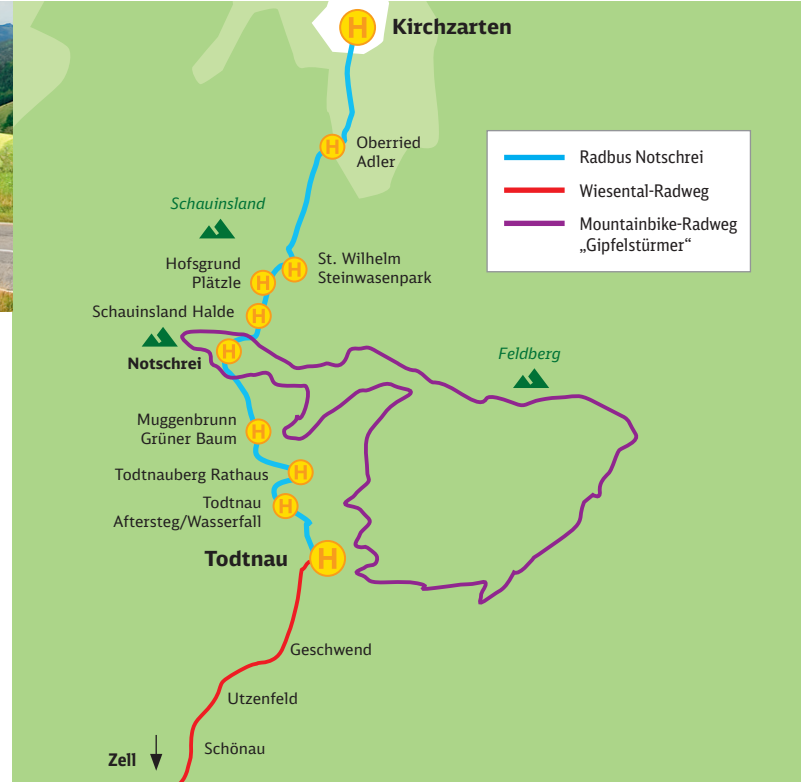 H
Kirchzarten
H
Oberried
Adler
Radbus Notschrei
Wiesental-Radweg
Mountainbike-Radweg
„Gipfelstürmer“
Schauinsland
H
St. Wilhelm
Steinwasenpark
Hofsgrund
Plätzle
H
Schauinsland Halde
H
Notschrei
H
Feldberg
Muggenbrunn
Grüner Baum
H
Todtnauberg Rathaus
H
Todtnau
Aftersteg/Wasserfall
H
Todtnau
H
Geschwend
Utzenfeld
Schönau
Zell